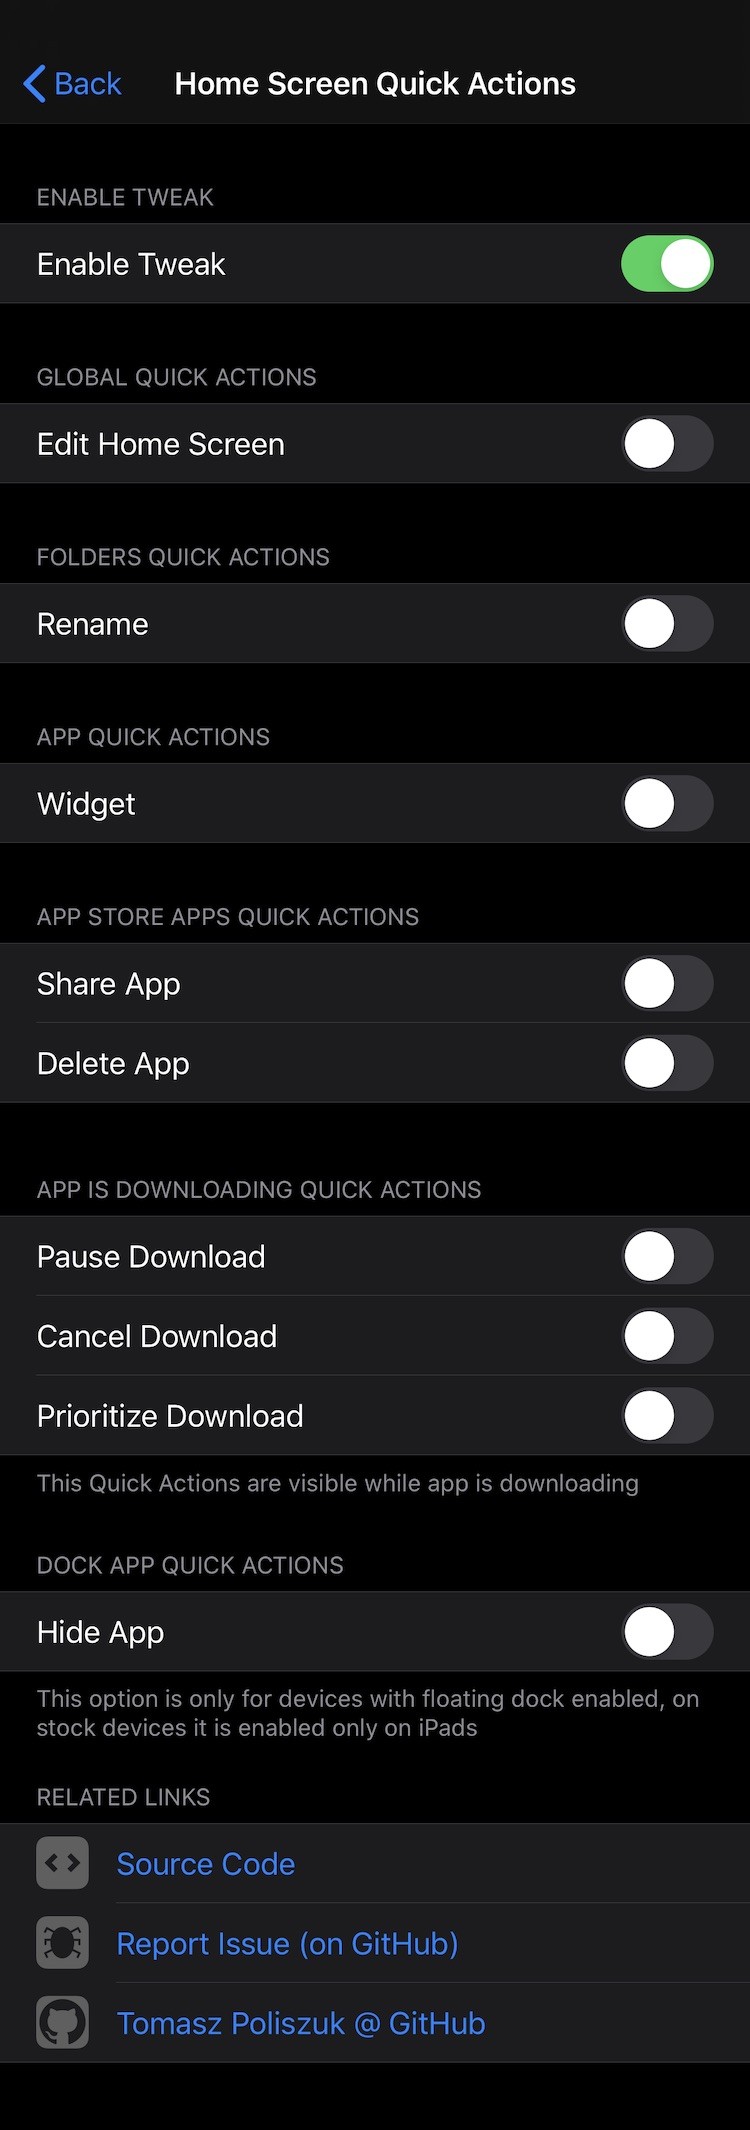 Back
Home Screen Quick Actions
ENABLE TWEAK
Enable Tweak
GLOBAL QUICK ACTIONS
Edit Home Screen
FOLDERS QUICK ACTIONS
Rename
APP QUICK ACTIONS
Widget
APP STORE APPS QUICK ACTIONS
Share App
Delete App
APP IS DOWNLOADING QUICK ACTIONS
Pause Download
Cancel Download
Prioritize Download
This Quick Actions are visible while app is downloading
DOCK APP QUICK ACTIONS
Hide App
This option is only for devices with floating dock enabled, on
stock devices it is enabled only on iPads
RELATED LINKS
Source Code
Report Issue (on GitHub)
Tomasz Poliszuk @ GitHub